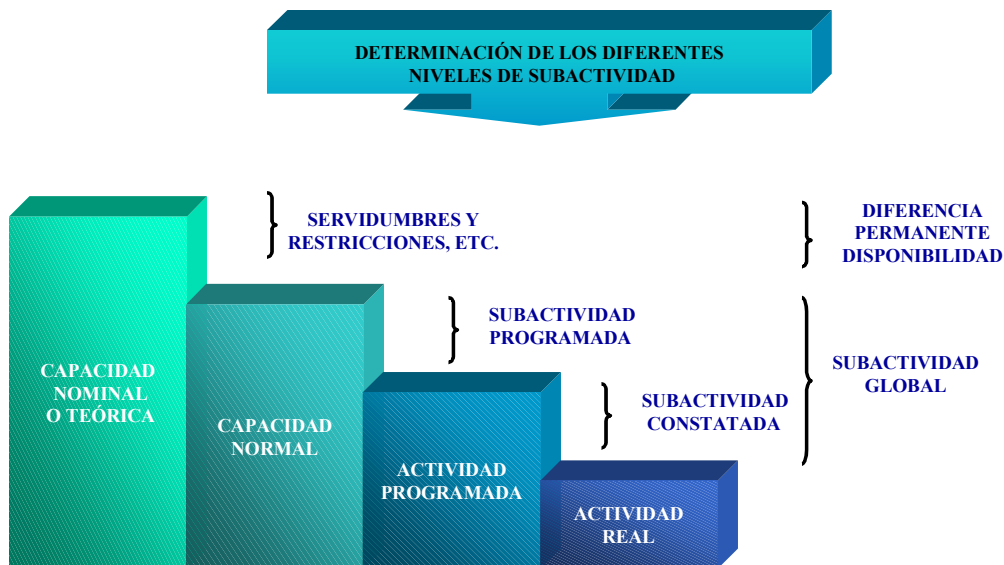 DETERMINACIÓN DE LOS DIFERENTES
NIVELES DE SUBACTIVIDAD
SERVIDUMBRES Y
RESTRICCIONES, ETC.
DIFERENCIA
PERMANENTE
DISPONIBILIDAD
SUBACTIVIDAD
PROGRAMADA
SUBACTIVIDAD
GLOBAL
SUBACTIVIDAD
CONSTATADA
CAPACIDAD
NOMINAL
O TEÓRICA
CAPACIDAD
NORMAL
ACTIVIDAD
PROGRAMADA
ACTIVIDAD
REAL